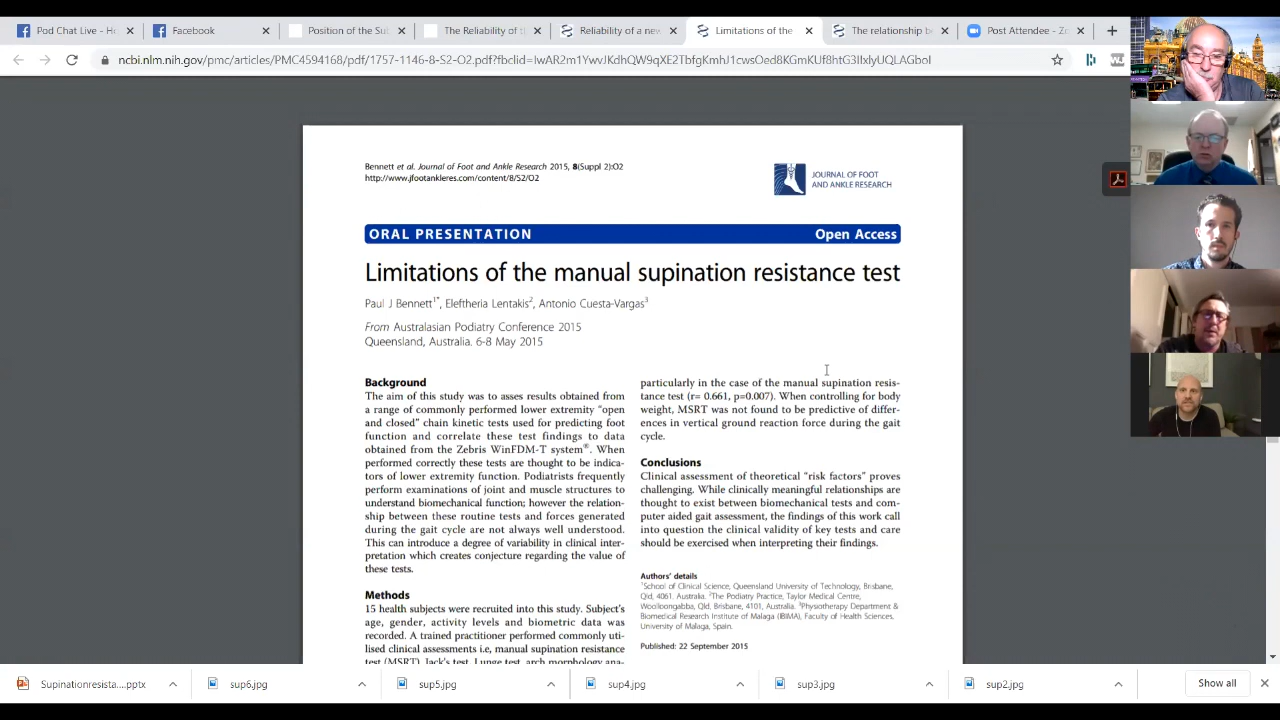 Pod Chat Live - H
Facebook
Position of the Su
The Reliability of t
Reliability of a new
Limitations of the
The relationship b
Post Attendee - Z
JOURNAL OF FOOT
AND ANKLE RESEARCH
Bennett et al. Journal of Foot and Ankle Research 2015, 8(Suppl 2):O2
http://www.jfootankleres.com/content/8/S2/O2
ORAL PRESENTATION
Open Access
Limitations of the manual supination resistance test
Paul J Bennett1*, Eleftheria Lentakis2, Antonio Cuesta-Vargas3
From Australasian Podiatry Conference 2015
Queensland, Australia. 6-8 May 2015
Background
The aim of this study was to asses results obtained from
a range of commonly performed lower extremity “open
and closed” chain kinetic tests used for predicting foot
function and correlate these test findings to data
obtained from the Zebris WinFDM-T system®. When
performed correctly these tests are thought to be indica-
tors of lower extremity function. Podiatrists frequently
perform examinations of joint and muscle structures to
understand biomechanical function; however the relation-
ship between these routine tests and forces generated
during the gait cycle are not always well understood.
This can introduce a degree of variability in clinical inter-
pretation which creates conjecture regarding the value of
these tests.
Methods
15 health subjects were recruited into this study. Subject’s
age, gender, activity levels and biometric data was
recorded. A trained practitioner performed commonly uti-
lised clinical assessments i.e, manual supination resistance
test (MSRT), Jack’s test, Lunge test, arch morphology ana-
particularly in the case of the manual supination resis-
tance test (r= 0.661, p=0.007). When controlling for body
weight, MSRT was not found to be predictive of differ-
ences in vertical ground reaction force during the gait
cycle.
Conclusions
Clinical assessment of theoretical “risk factors” proves
challenging. While clinically meaningful relationships are
thought to exist between biomechanical tests and com-
puter aided gait assessment, the findings of this work call
into question the clinical validity of key tests and care
should be exercised when interpreting their findings.
Authors’ details
1School of Clinical Science, Queensland University of Technology, Brisbane,
Qld, 4061, Australia. 2The Podiatry Practice, Taylor Medical Centre,
Woolloongabba, Qld, Brisbane, 4101, Australia. 3Physiotherapy Department &
Biomedical Research Institute of Malaga (IBIMA), Faculty of Health Sciences,
University of Malaga, Spain.
Published: 22 September 2015
Supinationresista....pptx
sup6.jpg
sup5.jpg
sup4.jpg
sup3.jpg
sup2.jpg
Show all